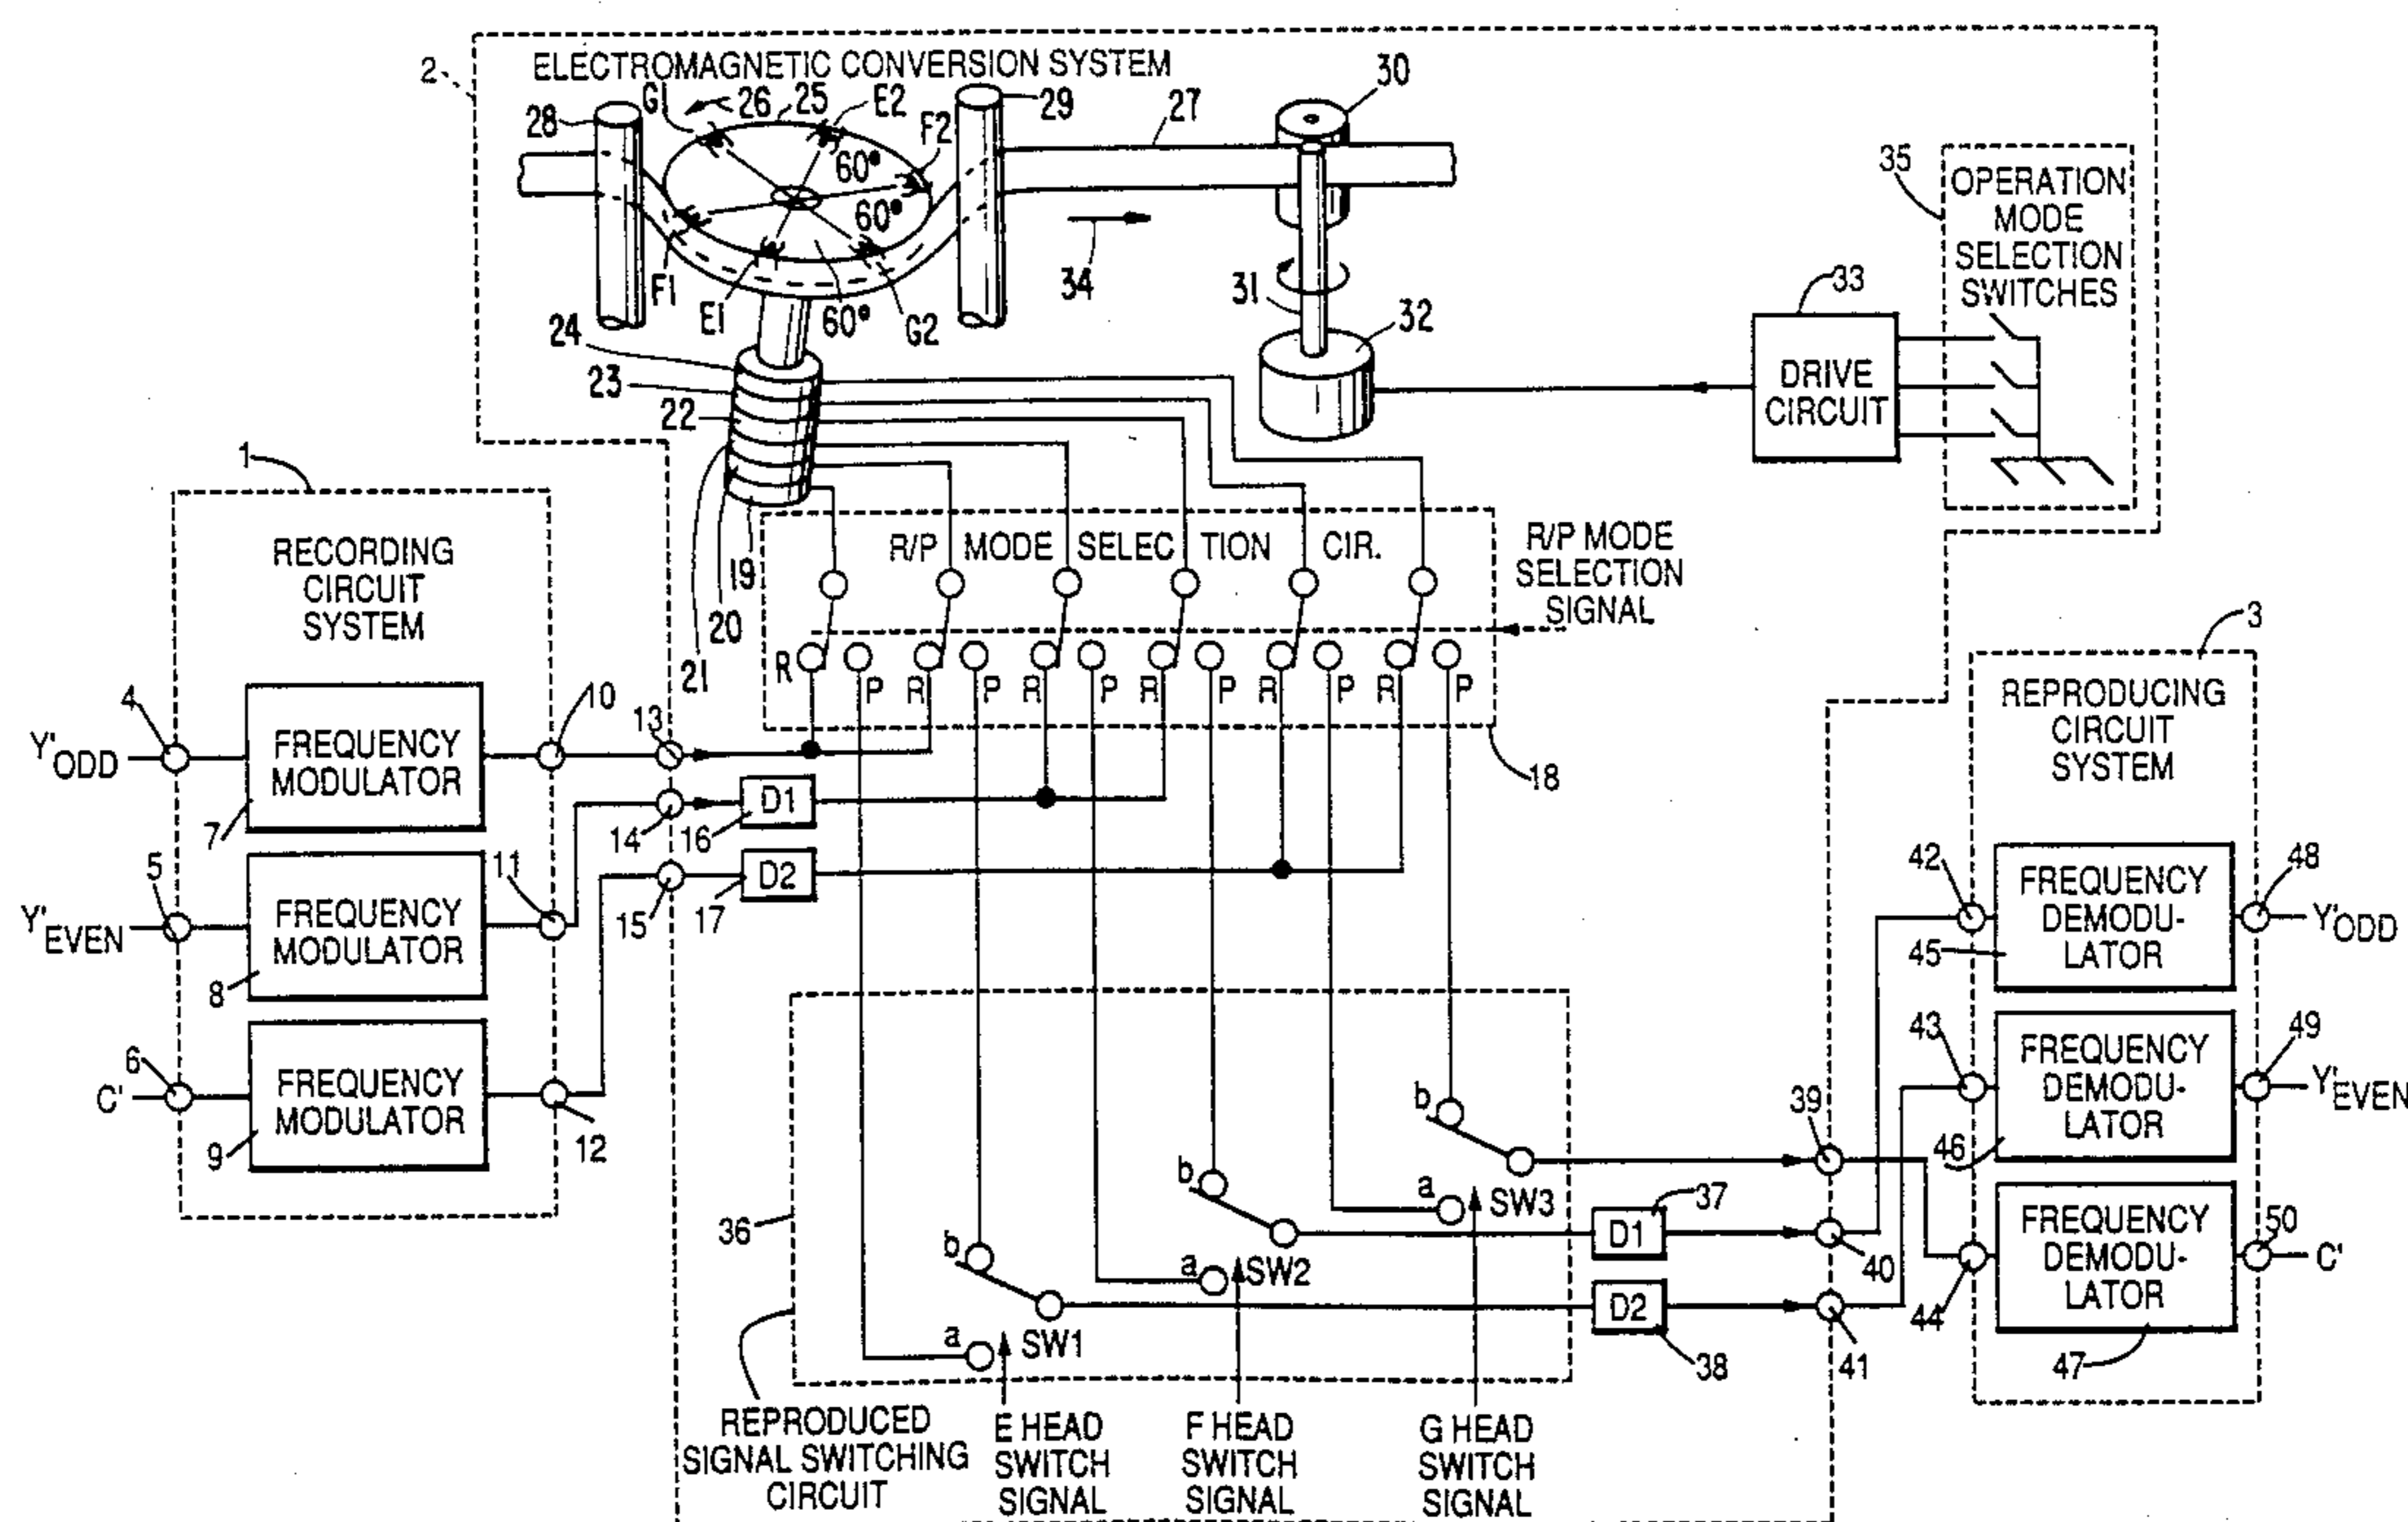 2
ELECTROMAGNETIC CONVERSION SYSTEM
30
28
G1
26
25
E2
29
27
F2
60°
60°
60°
F1
E1
G2
34
31
32
35
OPERATION
MODE
SELECTION
SWITCHES
33
DRIVE
CIRCUIT
24
23
22
21
20
19
1
RECORDING
CIRCUIT
SYSTEM
R/P MODE SELEC TION CIR.
R/P MODE
SELECTION
SIGNAL
R P R P R P R P R P R P
18
3
REPRODUCING
CIRCUIT
SYSTEM
4
Y'ODD
FREQUENCY
MODULATOR
7
10
13
14
D1
16
5
Y'EVEN
FREQUENCY
MODULATOR
8
11
15
D2
17
6
C'
FREQUENCY
MODULATOR
9
12
42
FREQUENCY
DEMODU-
LATOR
45
48
Y'ODD
43
FREQUENCY
DEMODU-
LATOR
46
49
Y'EVEN
44
FREQUENCY
DEMODU-
LATOR
47
50
C'
36
b
a
SW3
39
b
a
SW2
D1
37
40
b
a
SW1
D2
38
41
REPRODUCED
SIGNAL SWITCHING
CIRCUIT
E HEAD
SWITCH
SIGNAL
F HEAD
SWITCH
SIGNAL
G HEAD
SWITCH
SIGNAL